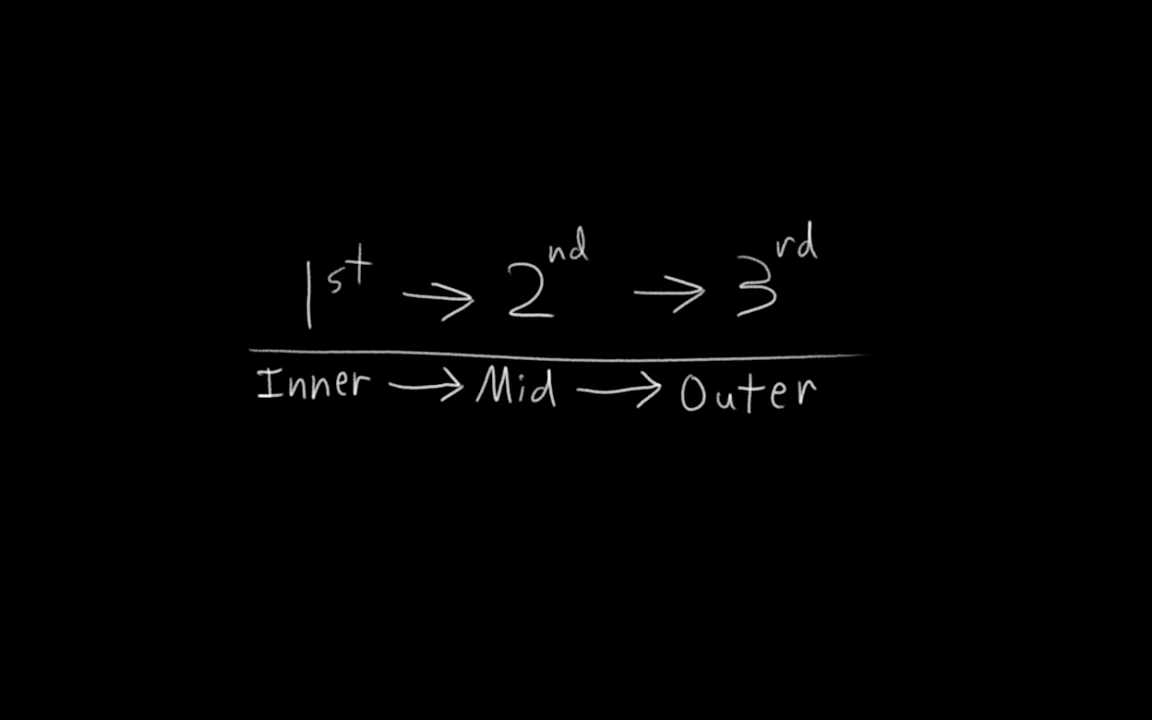 1st → 2nd → 3rd
Inner → Mid → Outer